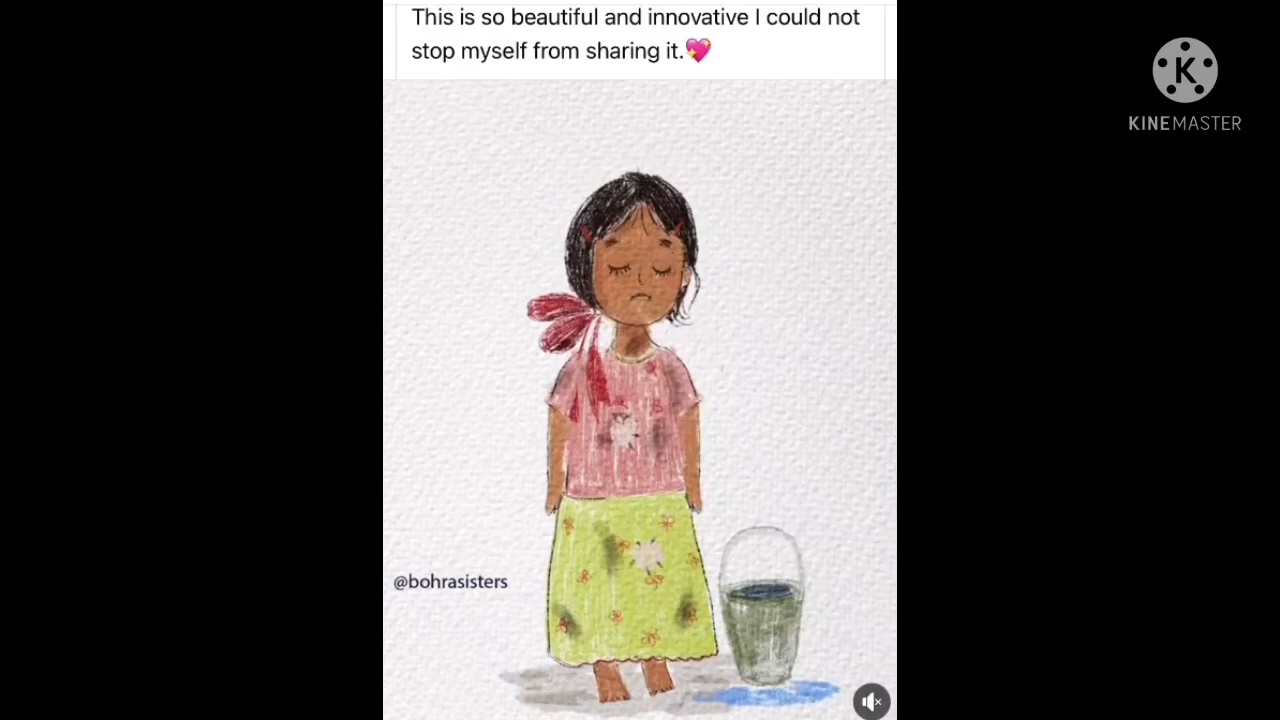 This is so beautiful and innovative I could not
stop myself from sharing it.💖
K
KINEMASTER
@bohrasisters